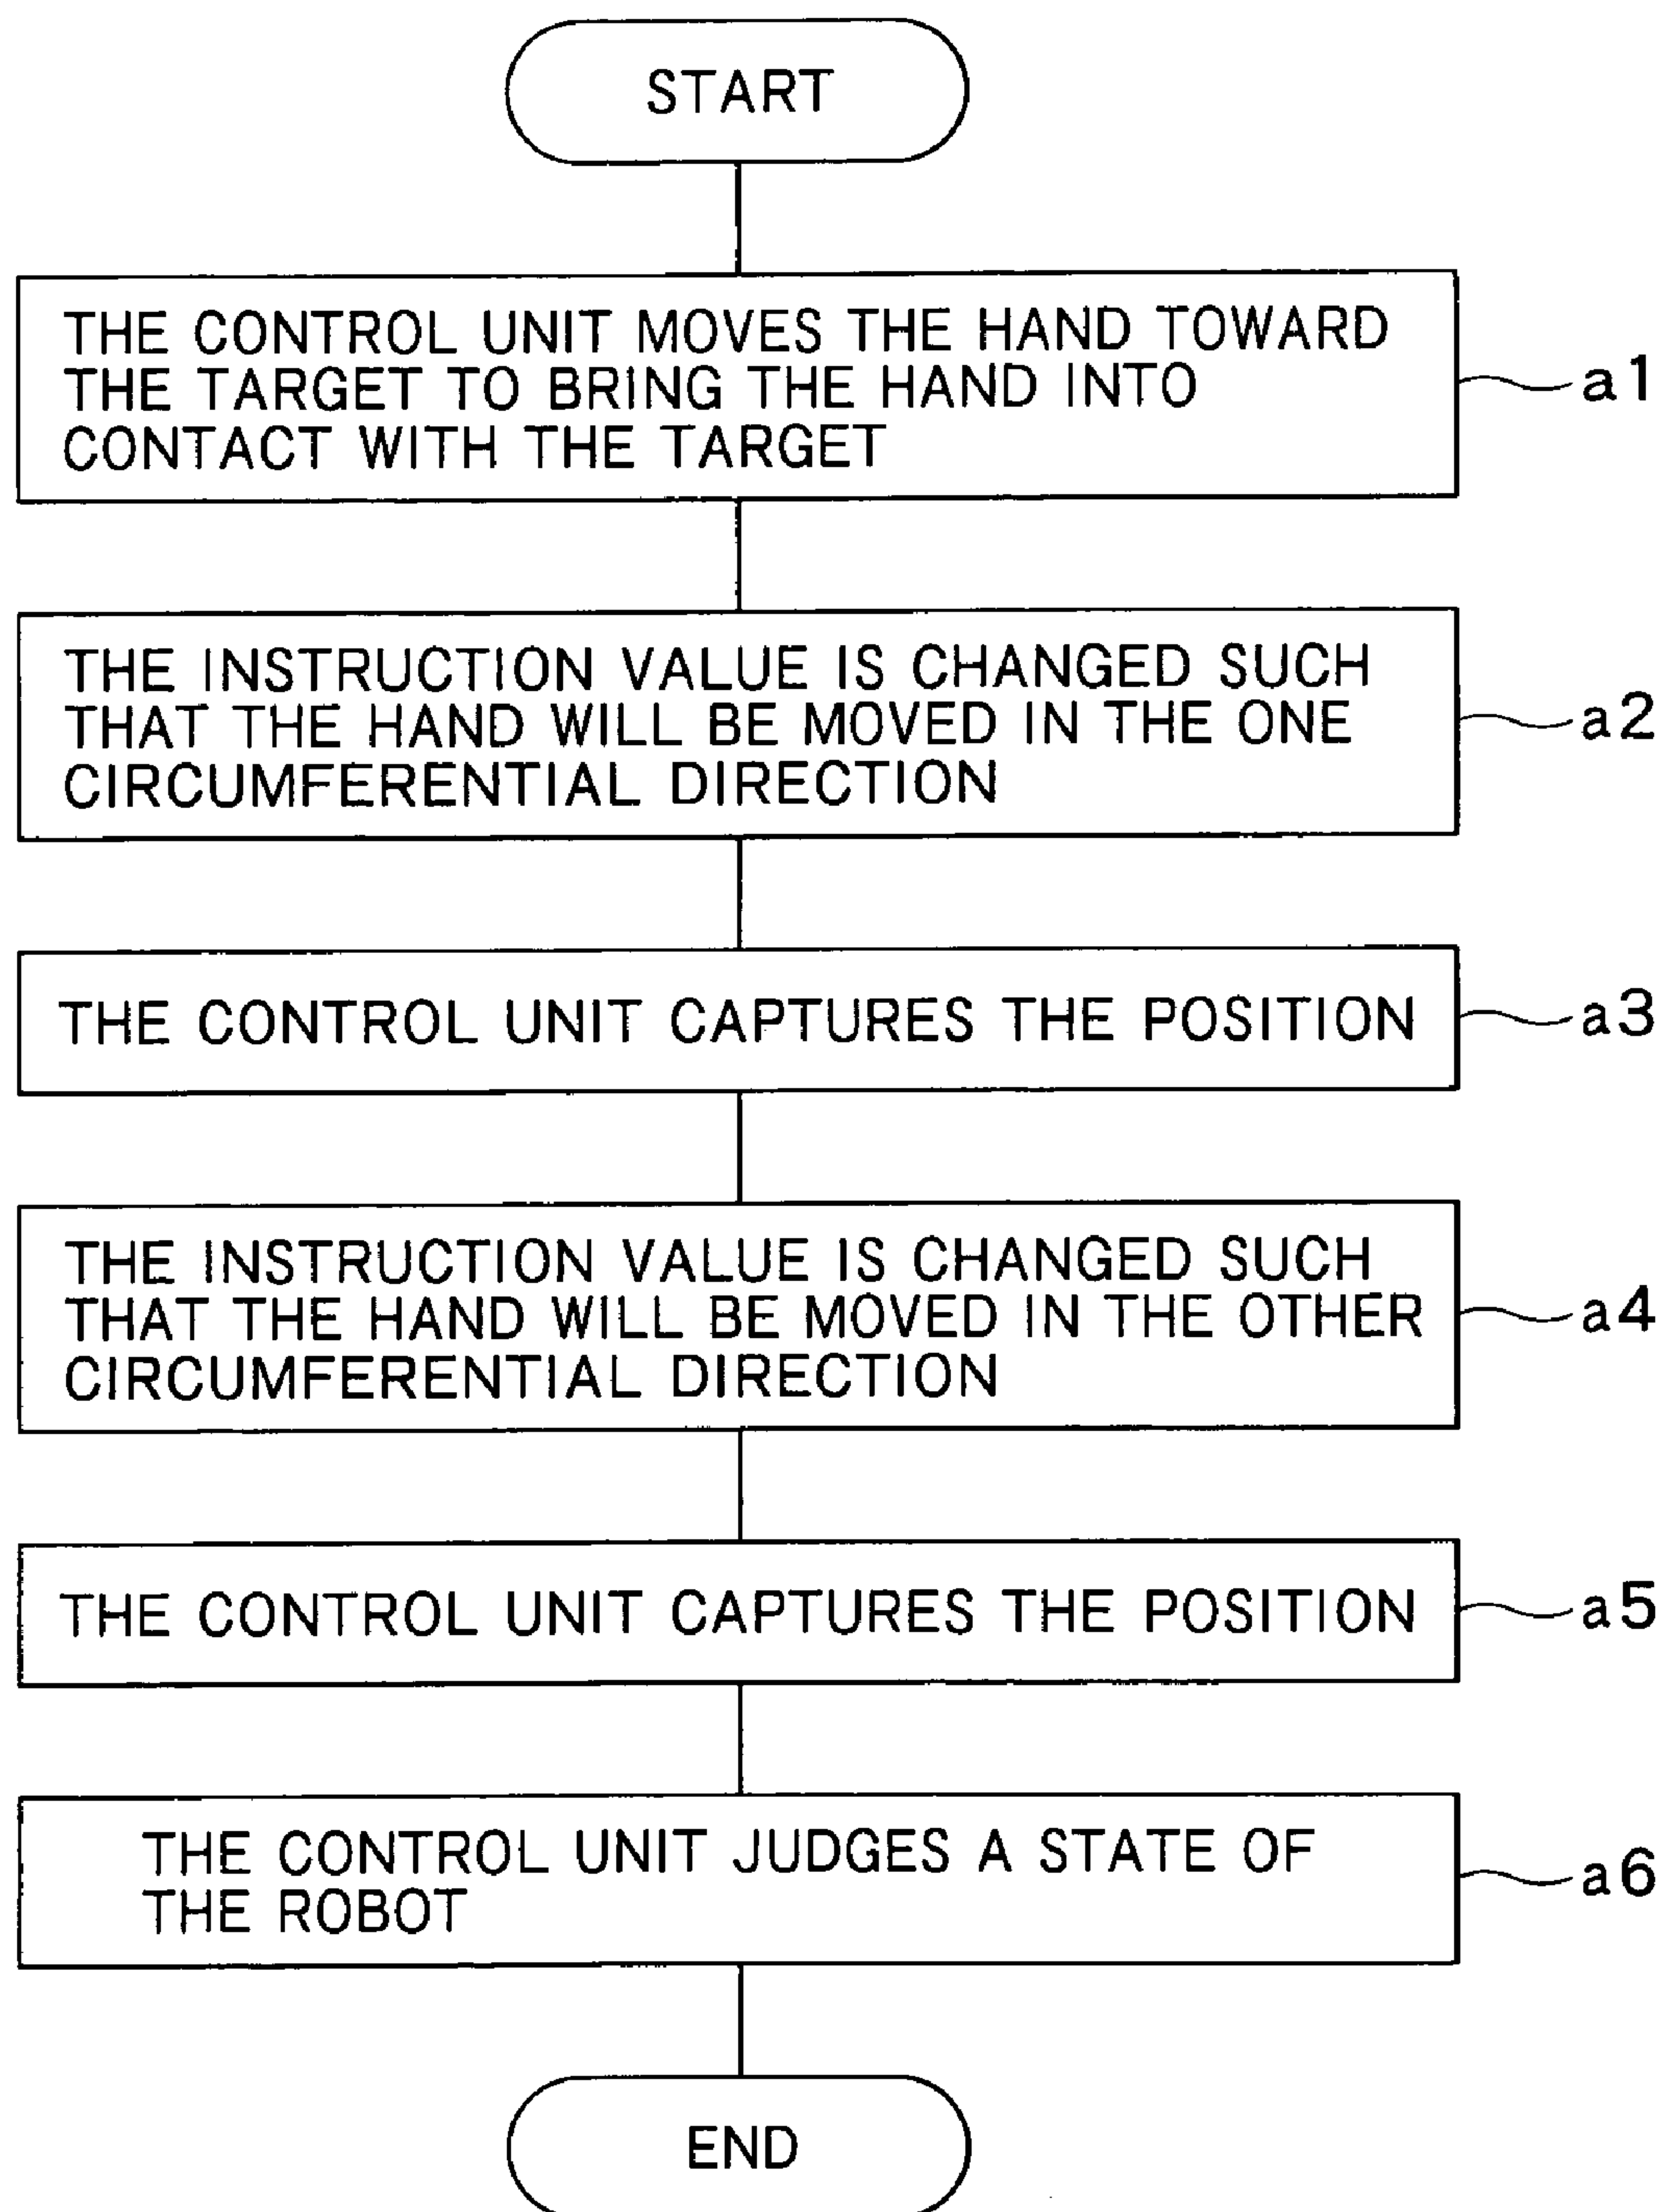 START
THE CONTROL UNIT MOVES THE HAND TOWARD
THE TARGET TO BRING THE HAND INTO
CONTACT WITH THE TARGET
a1
THE INSTRUCTION VALUE IS CHANGED SUCH
THAT THE HAND WILL BE MOVED IN THE ONE
CIRCUMFERENTIAL DIRECTION
a2
THE CONTROL UNIT CAPTURES THE POSITION
a3
THE INSTRUCTION VALUE IS CHANGED SUCH
THAT THE HAND WILL BE MOVED IN THE OTHER
CIRCUMFERENTIAL DIRECTION
a4
THE CONTROL UNIT CAPTURES THE POSITION
a5
THE CONTROL UNIT JUDGES A STATE OF
THE ROBOT
a6
END